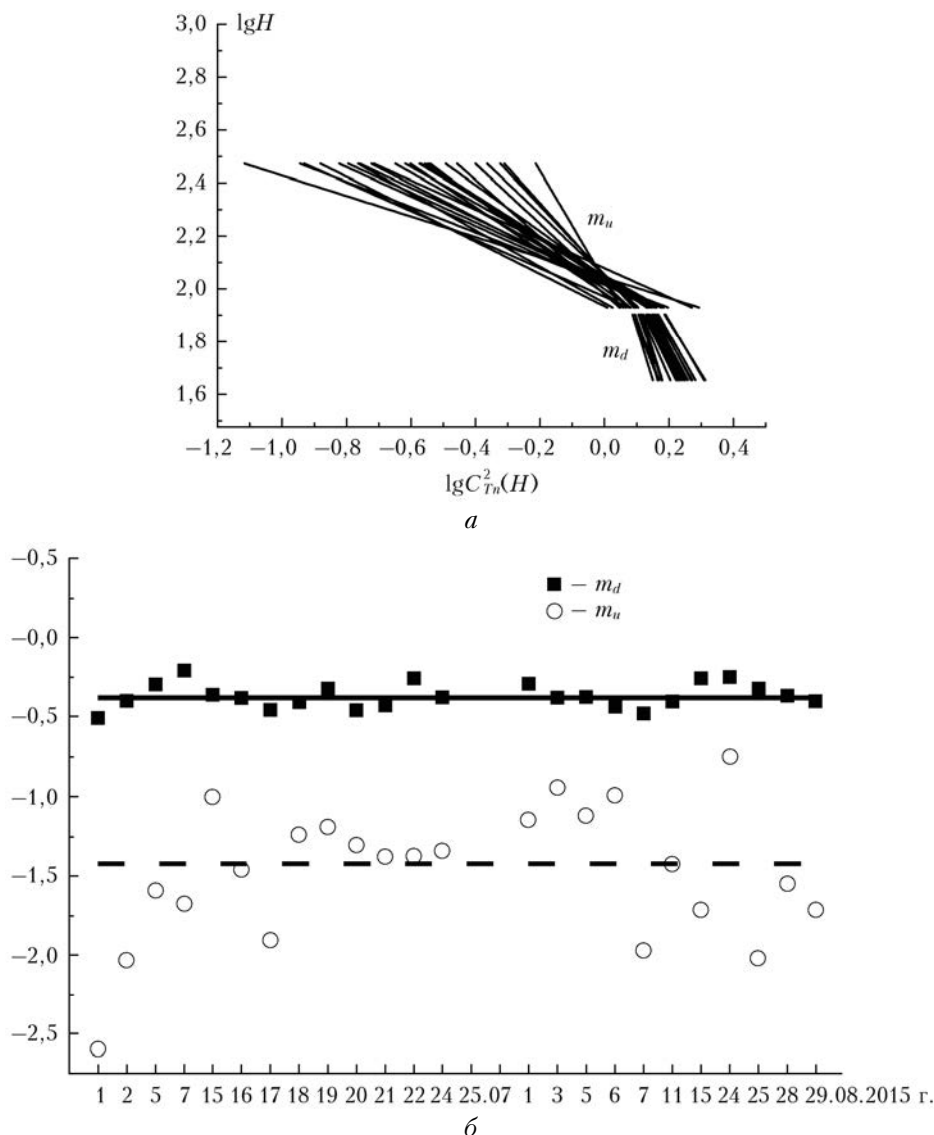 3,0
lgH
2,8
2,6
2,4
2,2
2,0
1,8
1,6
m_u
m_d
−1,2 −1,0 −0,8 −0,6 −0,4 −0,2 0,0 0,2 0,4
lgC²_Tn(H)
а
−0,5
−0,0
−0,5
−1,0
−1,5
−2,0
−2,5
■ − m_d
○ − m_u
1 2 5 7 15 16 17 18 19 20 21 22 24 25.07 1 3 5 6 7 11 15 24 25 28 29.08.2015 г.
б